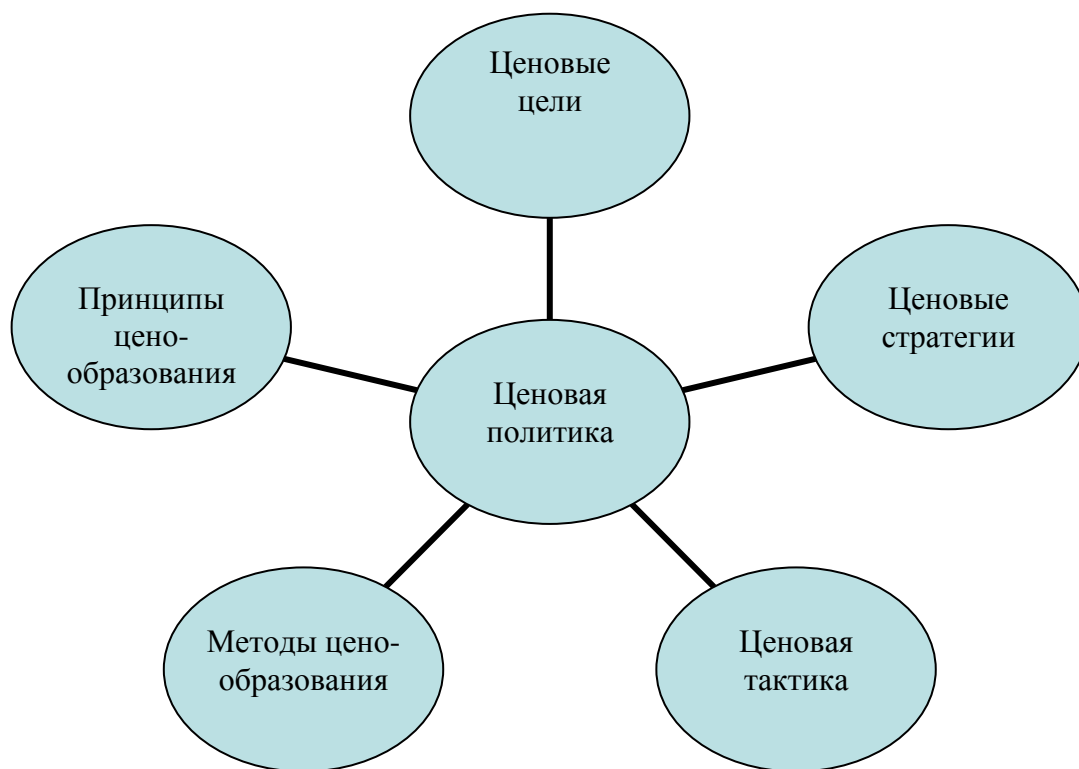 Ценовые
цели
Принципы
цено-
образования
Ценовые
стратегии
Ценовая
политика
Методы цено-
образования
Ценовая
тактика